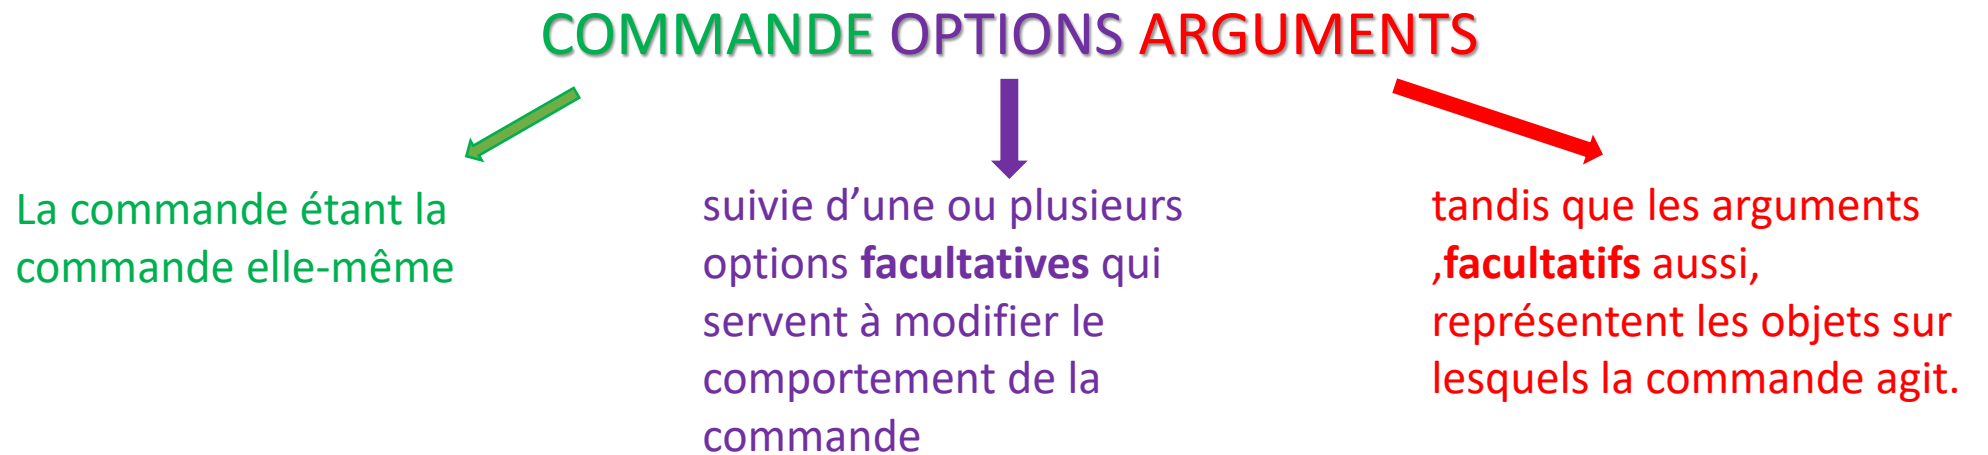 COMMANDE OPTIONS ARGUMENTS
La commande étant la
commande elle-même
suivie d’une ou plusieurs
options facultatives qui
servent à modifier le
comportement de la
commande
tandis que les arguments
,facultatifs aussi,
représentent les objets sur
lesquels la commande agit.